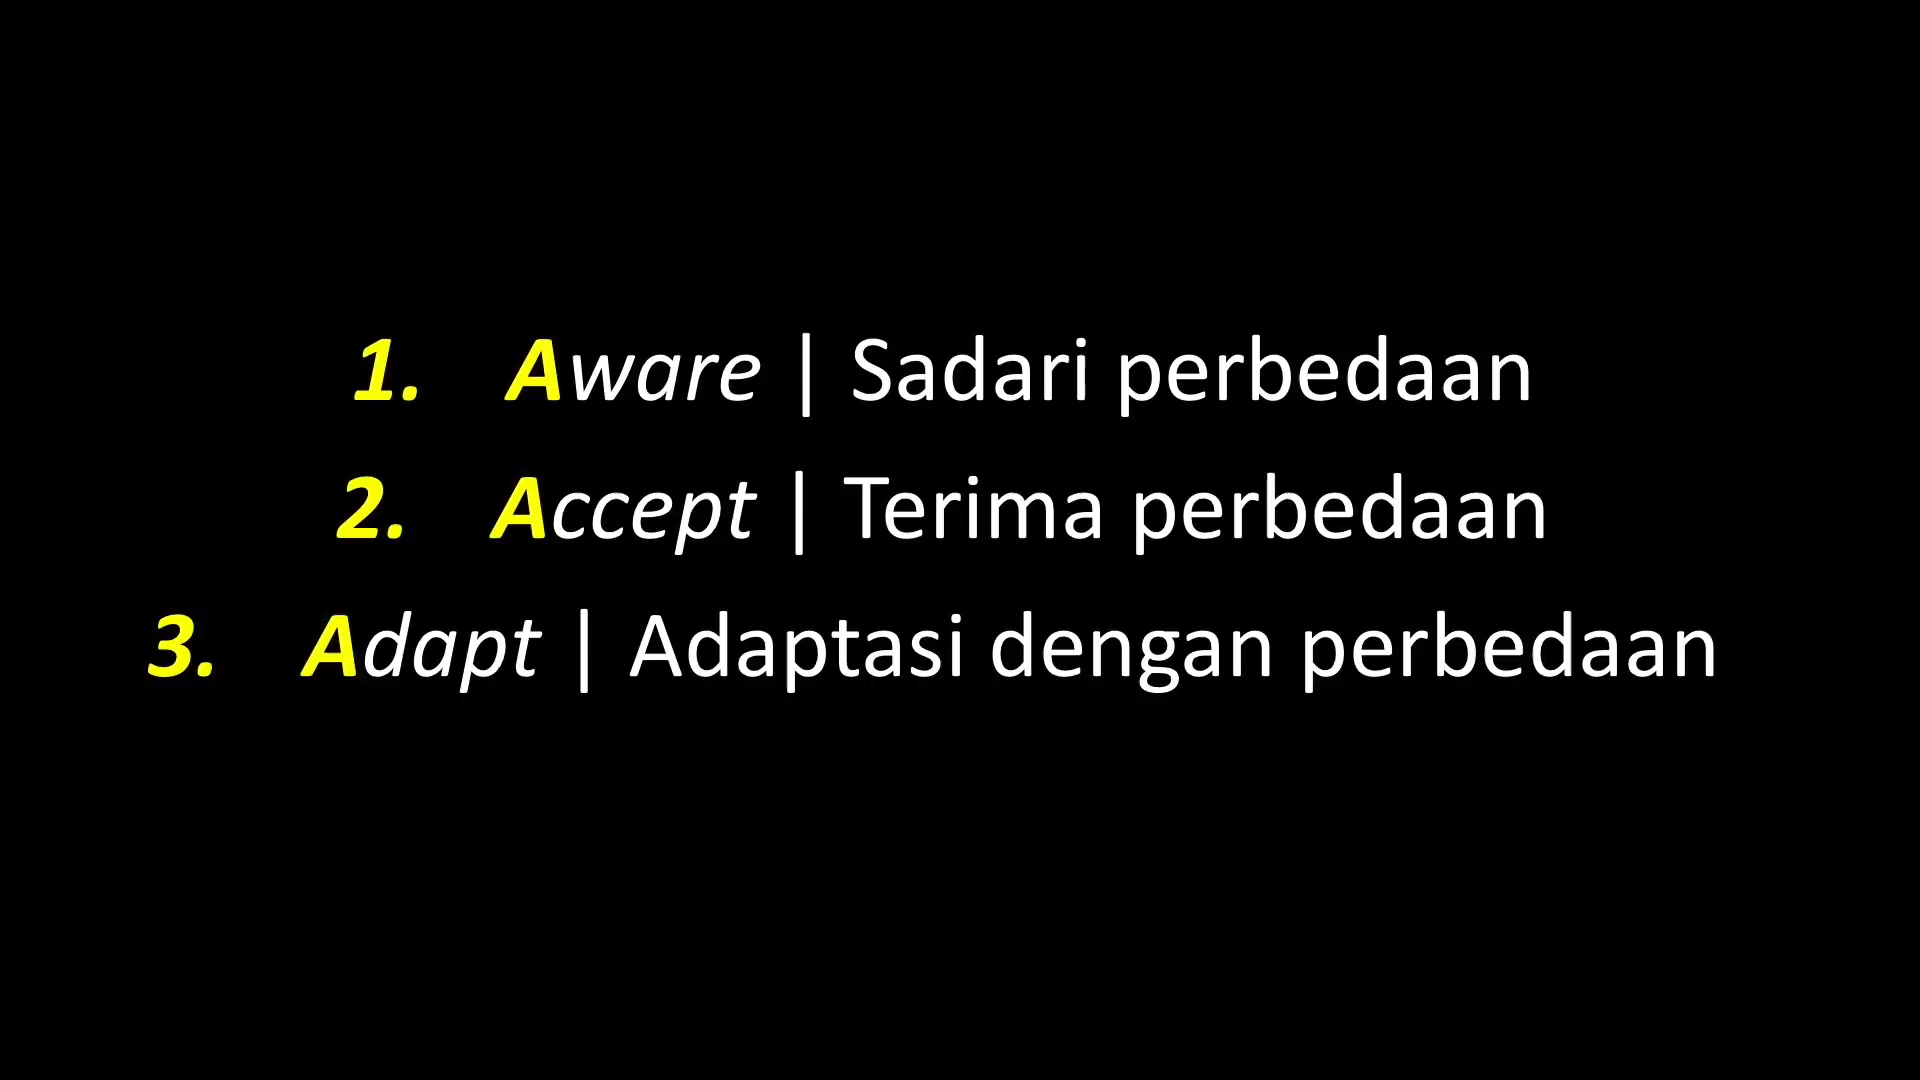 1. Aware | Sadari perbedaan
2. Accept | Terima perbedaan
3. Adapt | Adaptasi dengan perbedaan